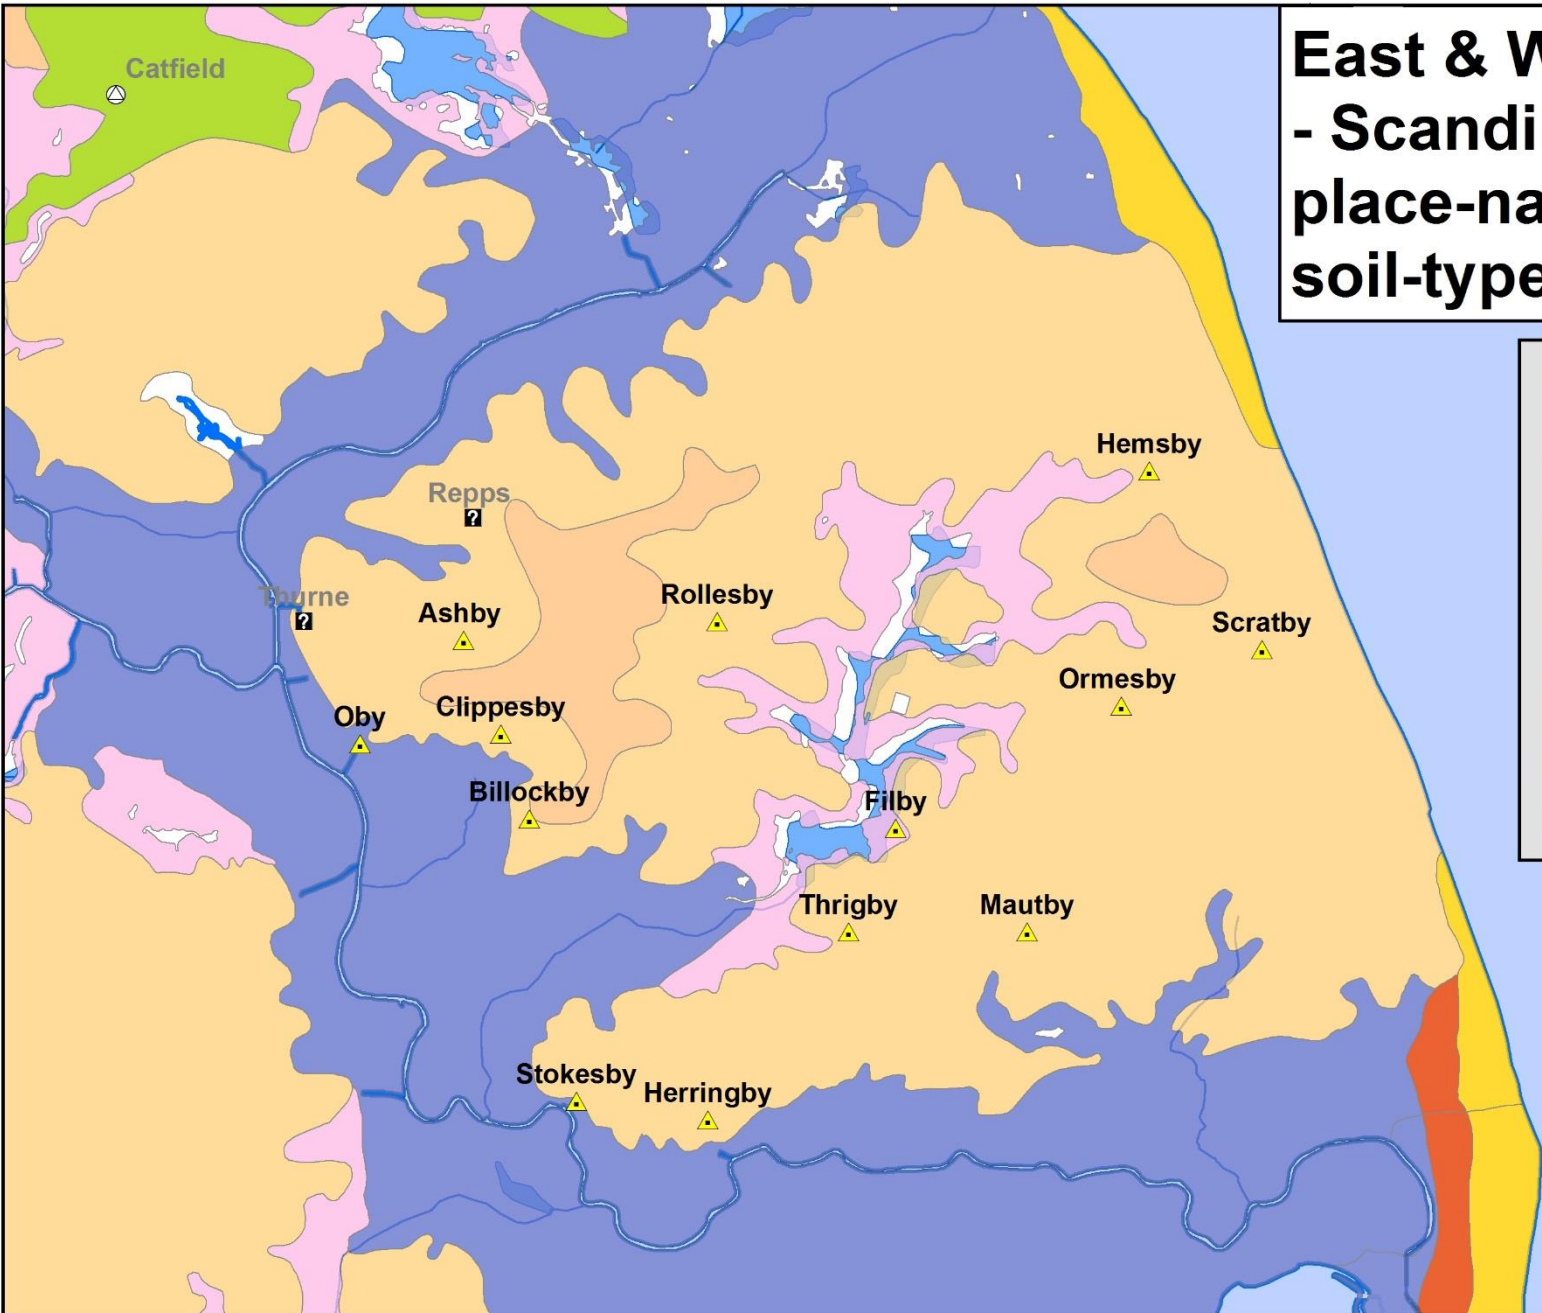 East & W
- Scandi
place-na
soil-type
Catfield
Hemsby
Repps
?
Thurne
?
Ashby
Rollesby
Scratby
Ormesby
Oby
Clippesby
Billockby
Filby
Thrigby
Mautby
Stokesby
Herringby